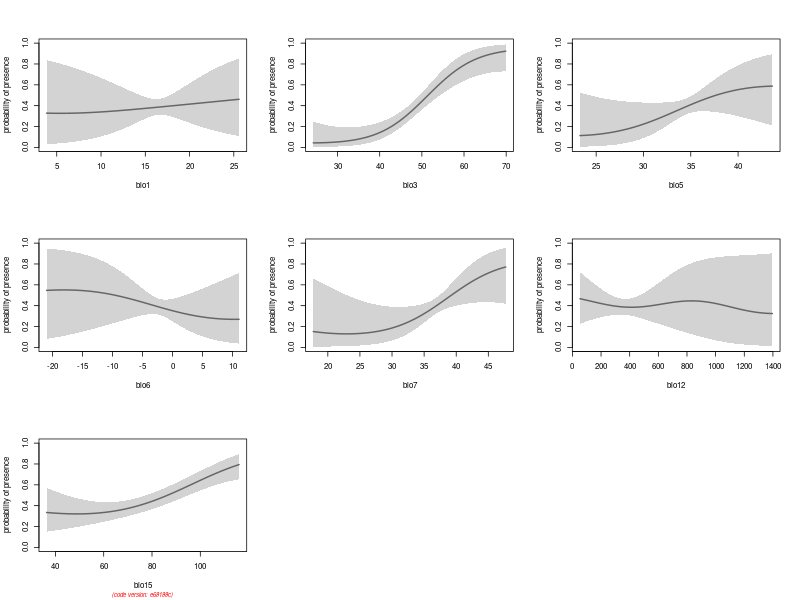 probability of presence
0.0 0.2 0.4 0.6 0.8 1.0
5 10 15 20 25
bio1
probability of presence
0.0 0.2 0.4 0.6 0.8 1.0
30 40 50 60 70
bio3
probability of presence
0.0 0.2 0.4 0.6 0.8 1.0
25 30 35 40
bio5
probability of presence
0.0 0.2 0.4 0.6 0.8 1.0
-20 -15 -10 -5 0 5 10
bio6
probability of presence
0.0 0.2 0.4 0.6 0.8 1.0
20 25 30 35 40 45
bio7
probability of presence
0.0 0.2 0.4 0.6 0.8 1.0
0 200 400 600 800 1000 1200 1400
bio12
probability of presence
0.0 0.2 0.4 0.6 0.8 1.0
40 60 80 100
bio15
(code version: